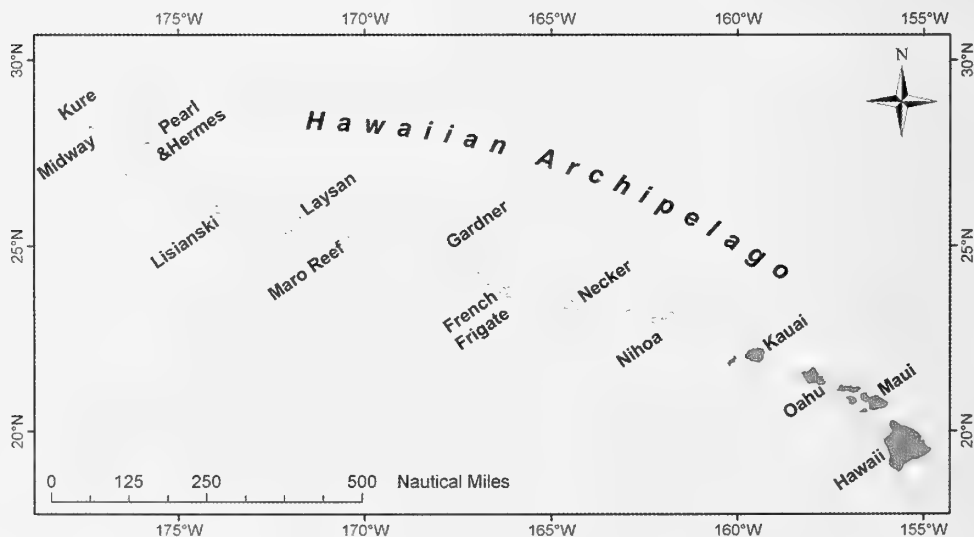 175°W 170°W 165°W 160°W 155°W
30°N 30°N
N
Kure
Pearl
&Hermes
Midway
Hawaiian Archipelago
Laysan
Lisianski
Gardner
25°N 25°N
Maro Reef
Necker
French
Frigate
Nihoa
Kauai
Oahu
Maui
20°N 20°N
Hawaii
0 125 250 500 Nautical Miles
175°W 170°W 165°W 160°W 155°W